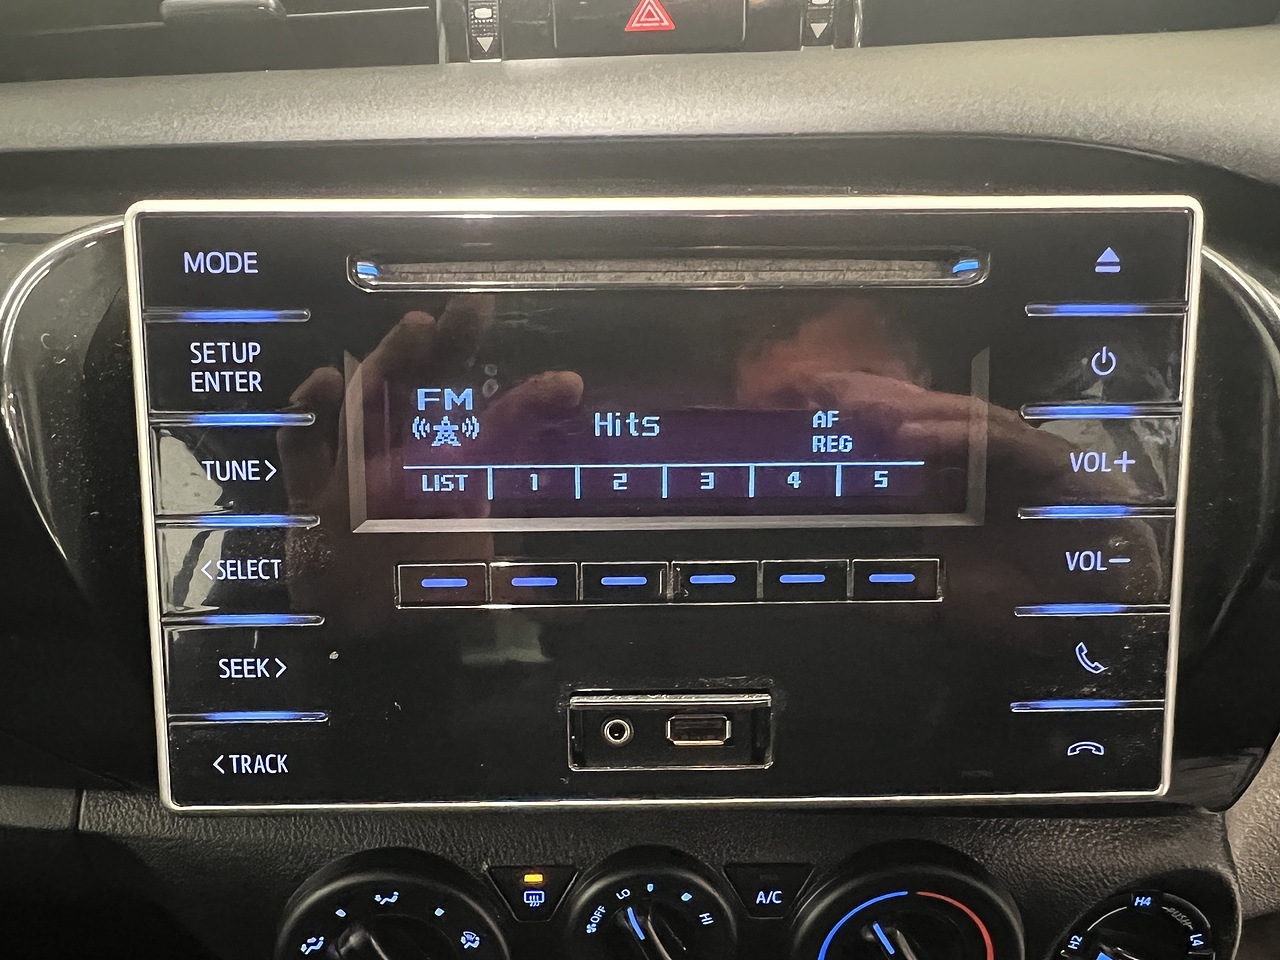 MODE
SETUP
ENTER
TUNE>
<SELECT
SEEK>
<TRACK
FM
Hits
AF
REG
LIST 1 2 3 4 5
VOL+
VOL-
OFF
LO
HI
A/C
H2
H4
PUSH
L4